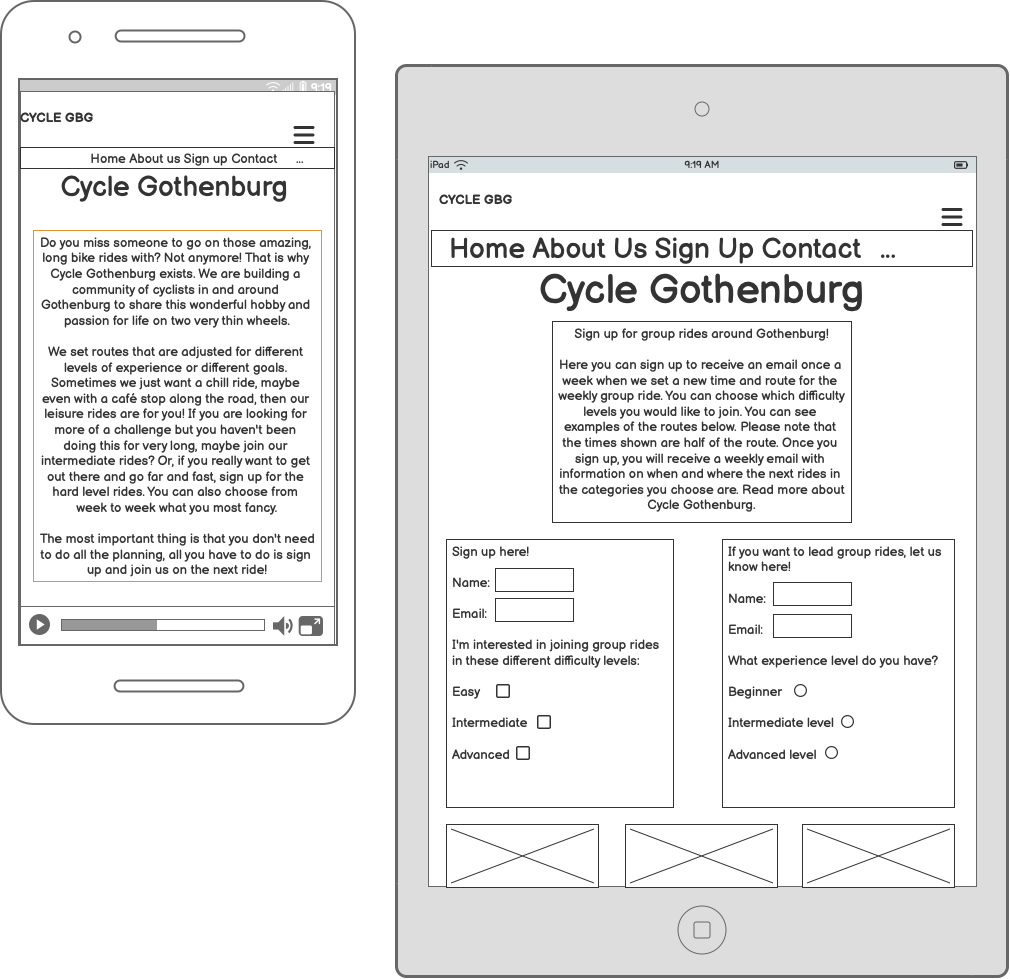 9:19
CYCLE GBG
Home About us Sign up Contact ...
Cycle Gothenburg
Do you miss someone to go on those amazing,
long bike rides with? Not anymore! That is why
Cycle Gothenburg exists. We are building a
community of cyclists in and around
Gothenburg to share this wonderful hobby and
passion for life on two very thin wheels.
We set routes that are adjusted for different
levels of experience or different goals.
Sometimes we just want a chill ride, maybe
even with a café stop along the road, then our
leisure rides are for you! If you are looking for
more of a challenge but you haven't been
doing this for very long, maybe join our
intermediate rides? Or, if you really want to get
out there and go far and fast, sign up for the
hard level rides. You can also choose from
week to week what you most fancy.
The most important thing is that you don't need
to do all the planning, all you have to do is sign
up and join us on the next ride!
iPad 9:19 AM
CYCLE GBG
Home About Us Sign Up Contact ...
Cycle Gothenburg
Sign up for group rides around Gothenburg!
Here you can sign up to receive an email once a
week when we set a new time and route for the
weekly group ride. You can choose which difficulty
levels you would like to join. You can see
examples of the routes below. Please note that
the times shown are half of the route. Once you
sign up, you will receive a weekly email with
information on when and where the next rides in
the categories you choose are. Read more about
Cycle Gothenburg.
Sign up here!
Name:
Email:
I'm interested in joining group rides
in these different difficulty levels:
Easy
Intermediate
Advanced
If you want to lead group rides, let us
know here!
Name:
Email:
What experience level do you have?
Beginner
Intermediate level
Advanced level